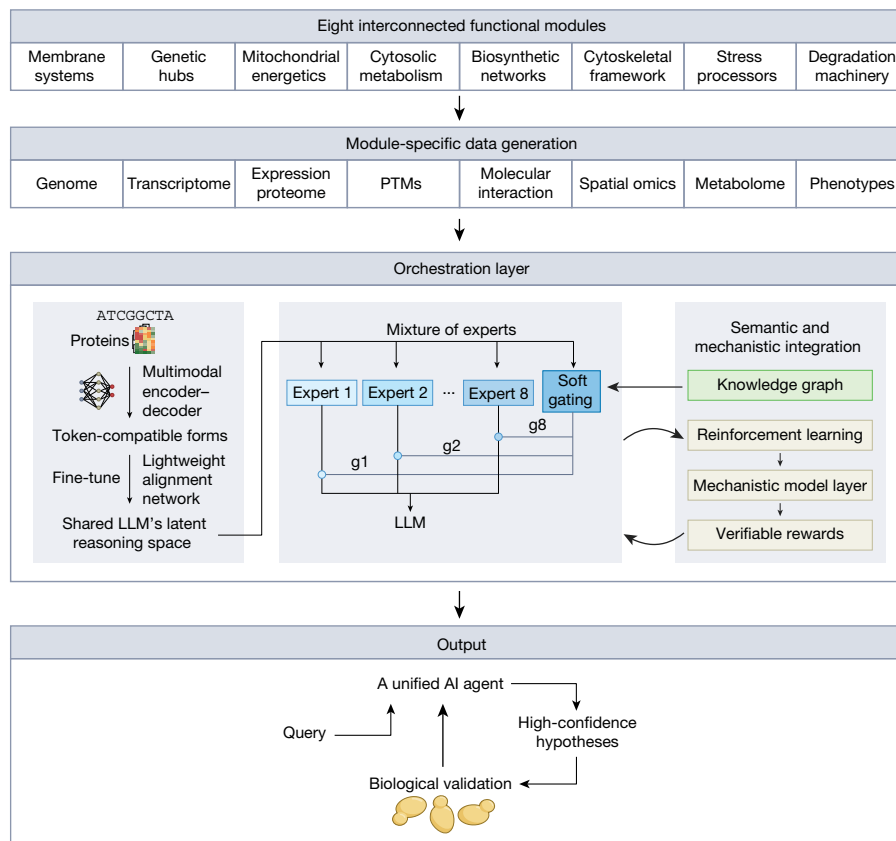 Eight interconnected functional modules
Membrane systems
Genetic hubs
Mitochondrial energetics
Cytosolic metabolism
Biosynthetic networks
Cytoskeletal framework
Stress processors
Degradation machinery
Module-specific data generation
Genome
Transcriptome
Expression proteome
PTMs
Molecular interaction
Spatial omics
Metabolome
Phenotypes
Orchestration layer
ATCGGCTA
Proteins
Multimodal
encoder–
decoder
Token-compatible forms
Fine-tune
Lightweight
alignment
network
Shared LLM's latent
reasoning space
Mixture of experts
Expert 1
Expert 2
...
Expert 8
Soft
gating
g8
g2
g1
LLM
Semantic and
mechanistic integration
Knowledge graph
Reinforcement learning
Mechanistic model layer
Verifiable rewards
Output
A unified AI agent
Query
High-confidence
hypotheses
Biological validation